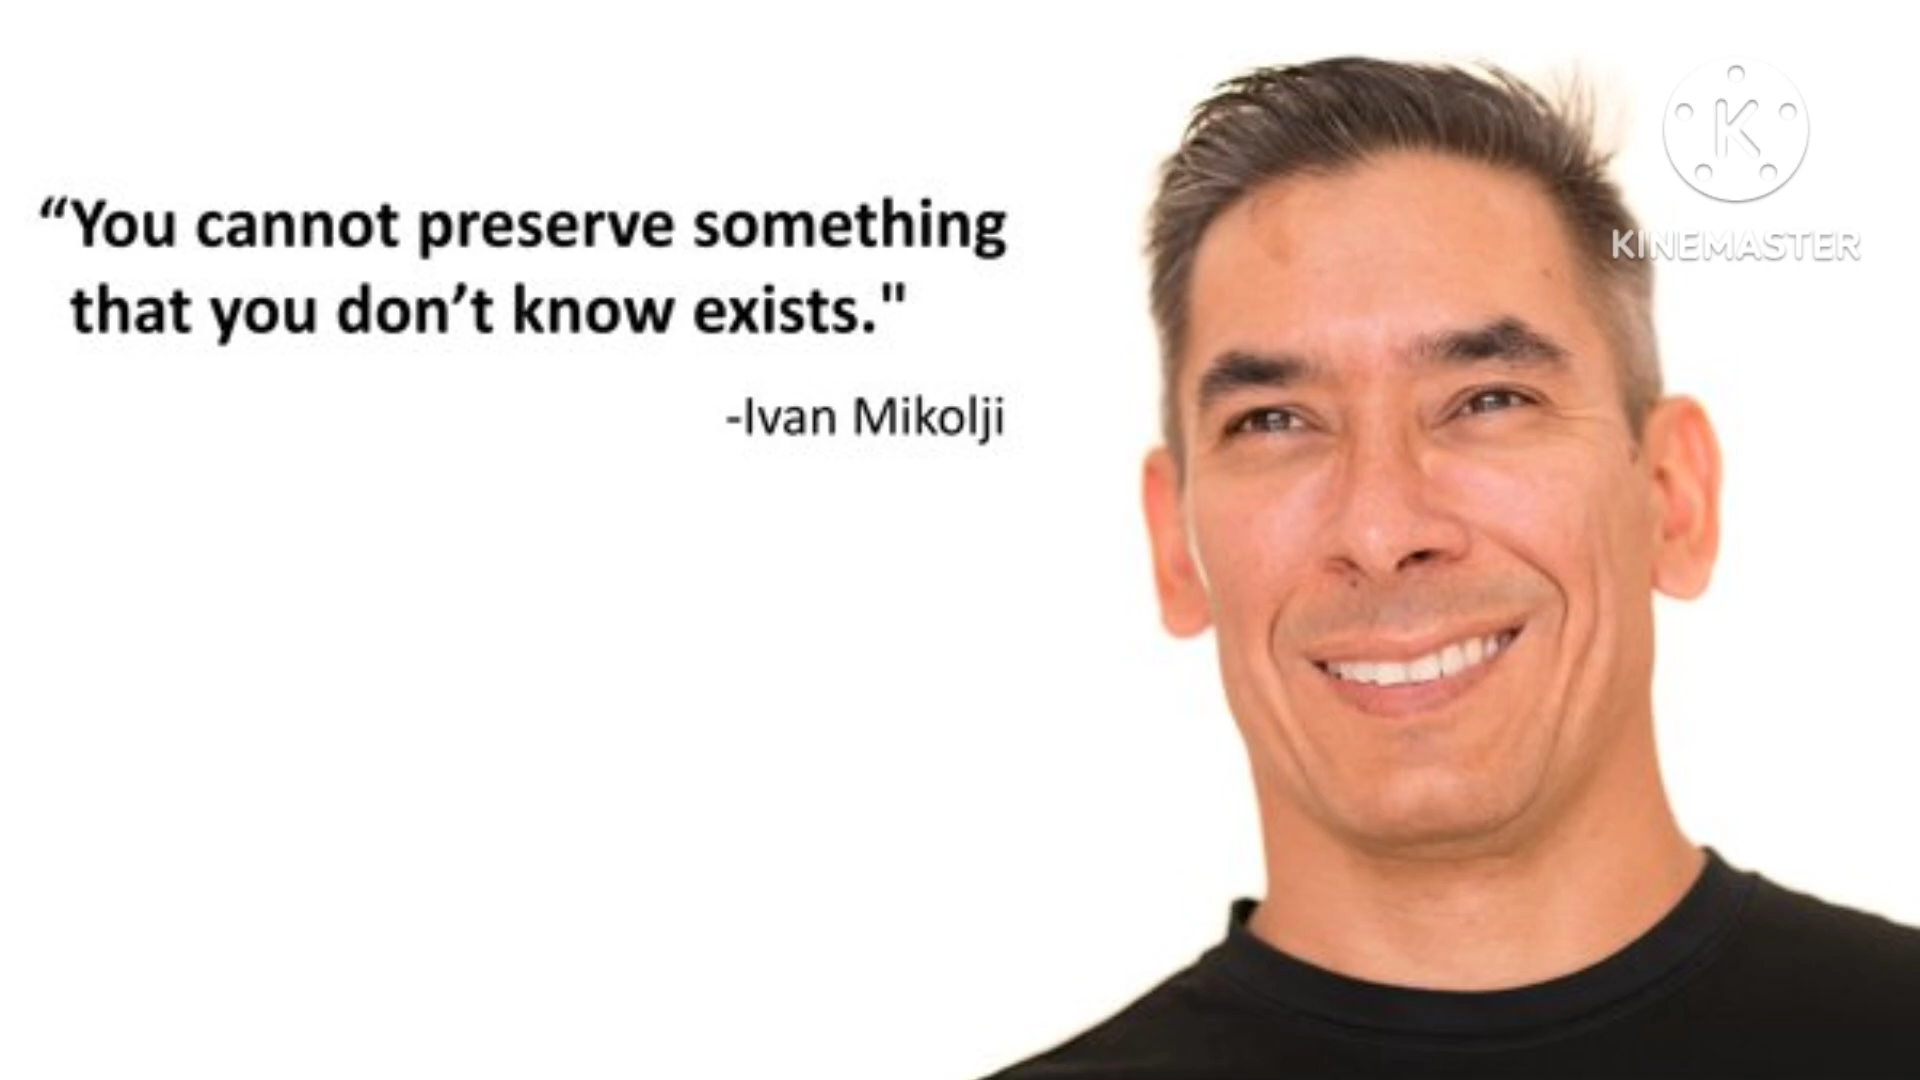 “You cannot preserve something
that you don’t know exists."
-Ivan Mikolji
K
KINEMASTER